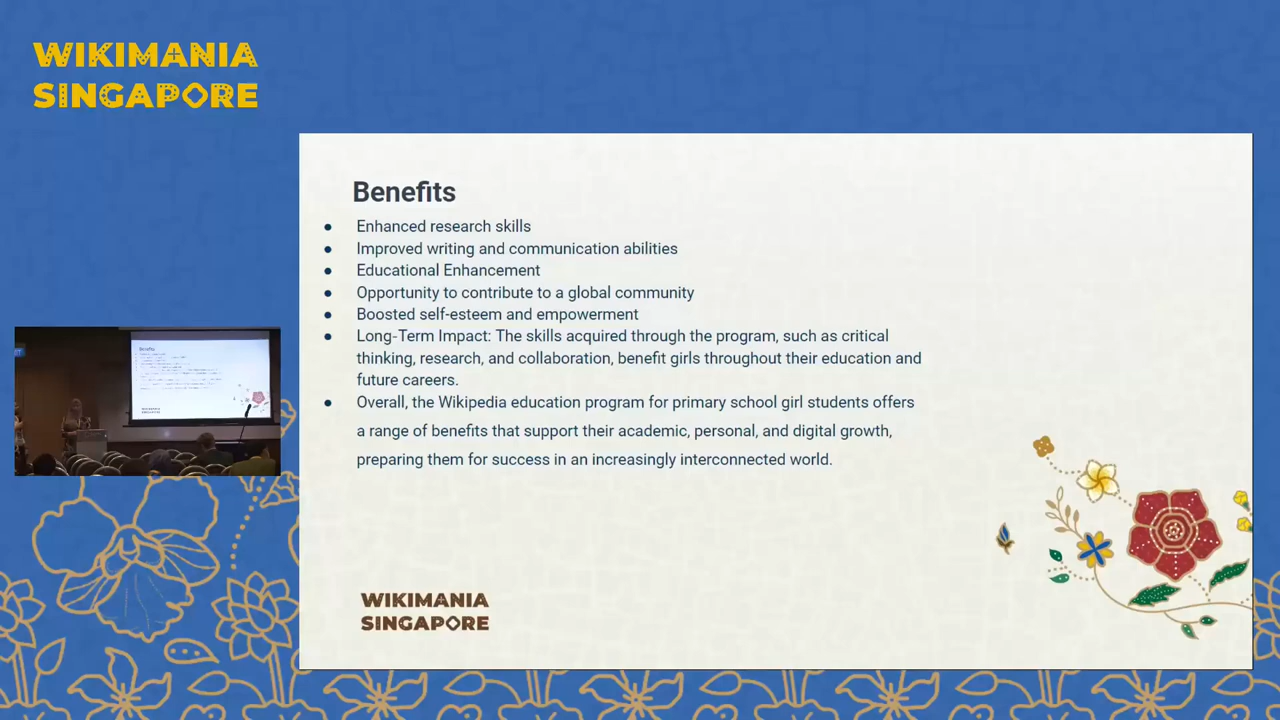 WIKIMANIA
SINGAPORE
Benefits
● Enhanced research skills
● Improved writing and communication abilities
● Educational Enhancement
● Opportunity to contribute to a global community
● Boosted self-esteem and empowerment
● Long-Term Impact: The skills acquired through the program, such as critical
thinking, research, and collaboration, benefit girls throughout their education and
future careers.
● Overall, the Wikipedia education program for primary school girl students offers
a range of benefits that support their academic, personal, and digital growth,
preparing them for success in an increasingly interconnected world.
WIKIMANIA
SINGAPORE
Benefits